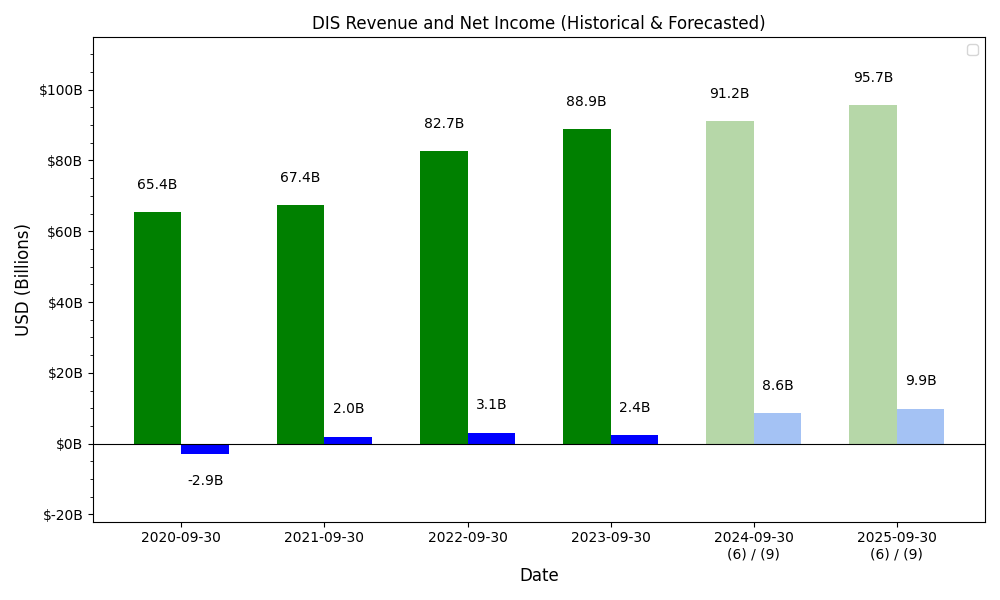 DIS Revenue and Net Income (Historical & Forecasted)
USD (Billions)
$100B
$80B
$60B
$40B
$20B
$0B
$-20B
65.4B
-2.9B
67.4B
2.0B
82.7B
3.1B
88.9B
2.4B
91.2B
8.6B
95.7B
9.9B
2020-09-30
2021-09-30
2022-09-30
2023-09-30
2024-09-30
(6) / (9)
2025-09-30
(6) / (9)
Date